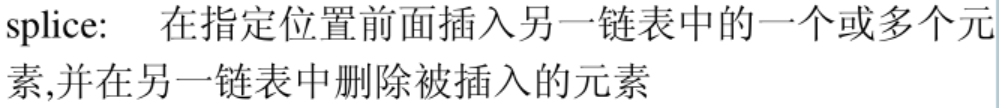 splice: 在指定位置前面插入另一链表中的一个或多个元
素,并在另一链表中删除被插入的元素